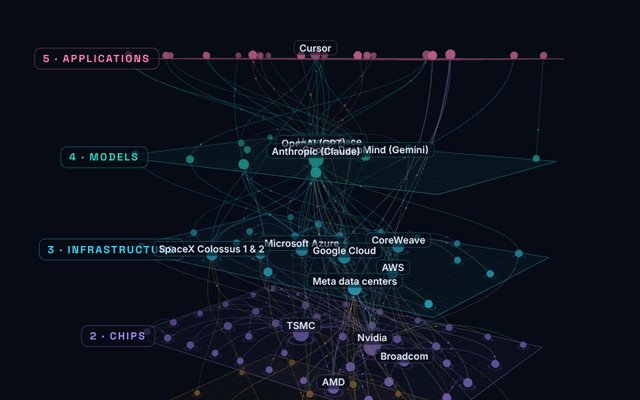 Cursor
5 · APPLICATIONS
Anthropic (Claude)
Mind (Gemini)
4 · MODELS
CoreWeave
Microsoft Azure
3 · INFRASTRUCTU
SpaceX Colossus 1 & 2
Google Cloud
AWS
Meta data centers
TSMC
2 · CHIPS
Nvidia
Broadcom
AMD